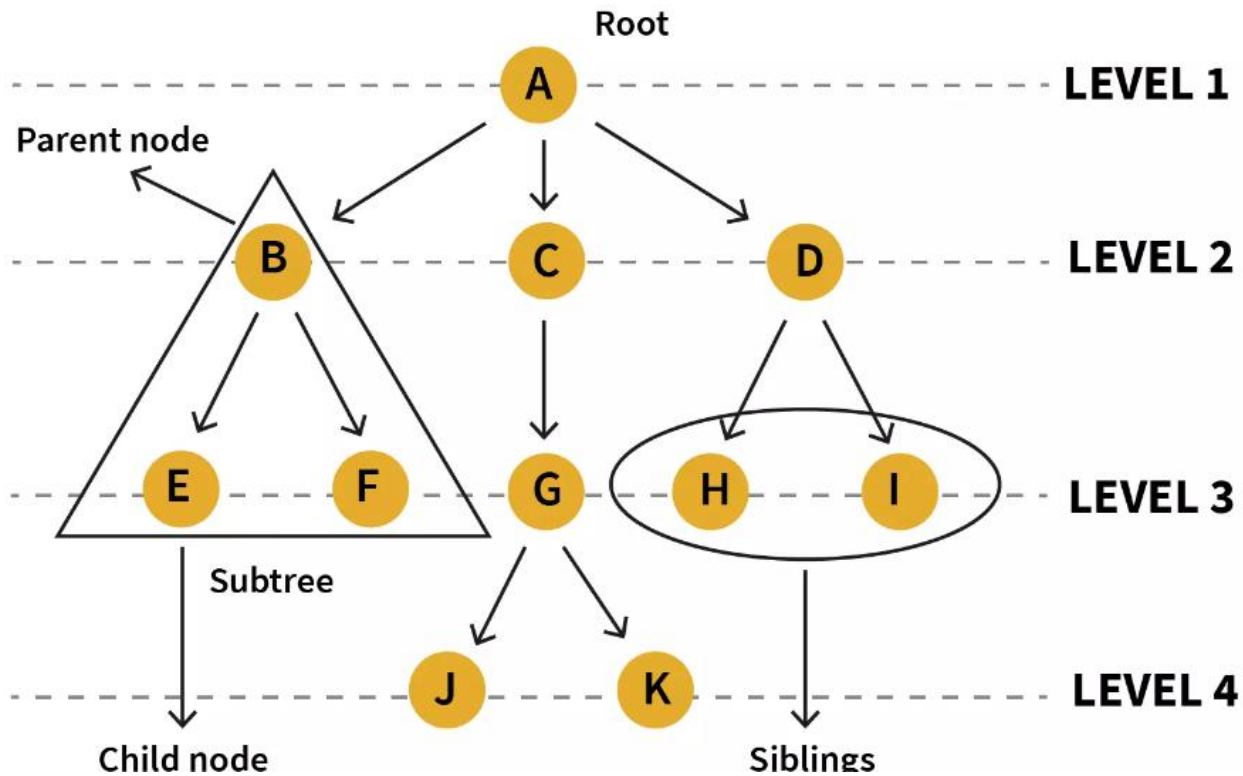 Root
A
LEVEL 1
Parent node
B
C
D
LEVEL 2
E
F
G
H
I
LEVEL 3
Subtree
J
K
LEVEL 4
Child node
Siblings